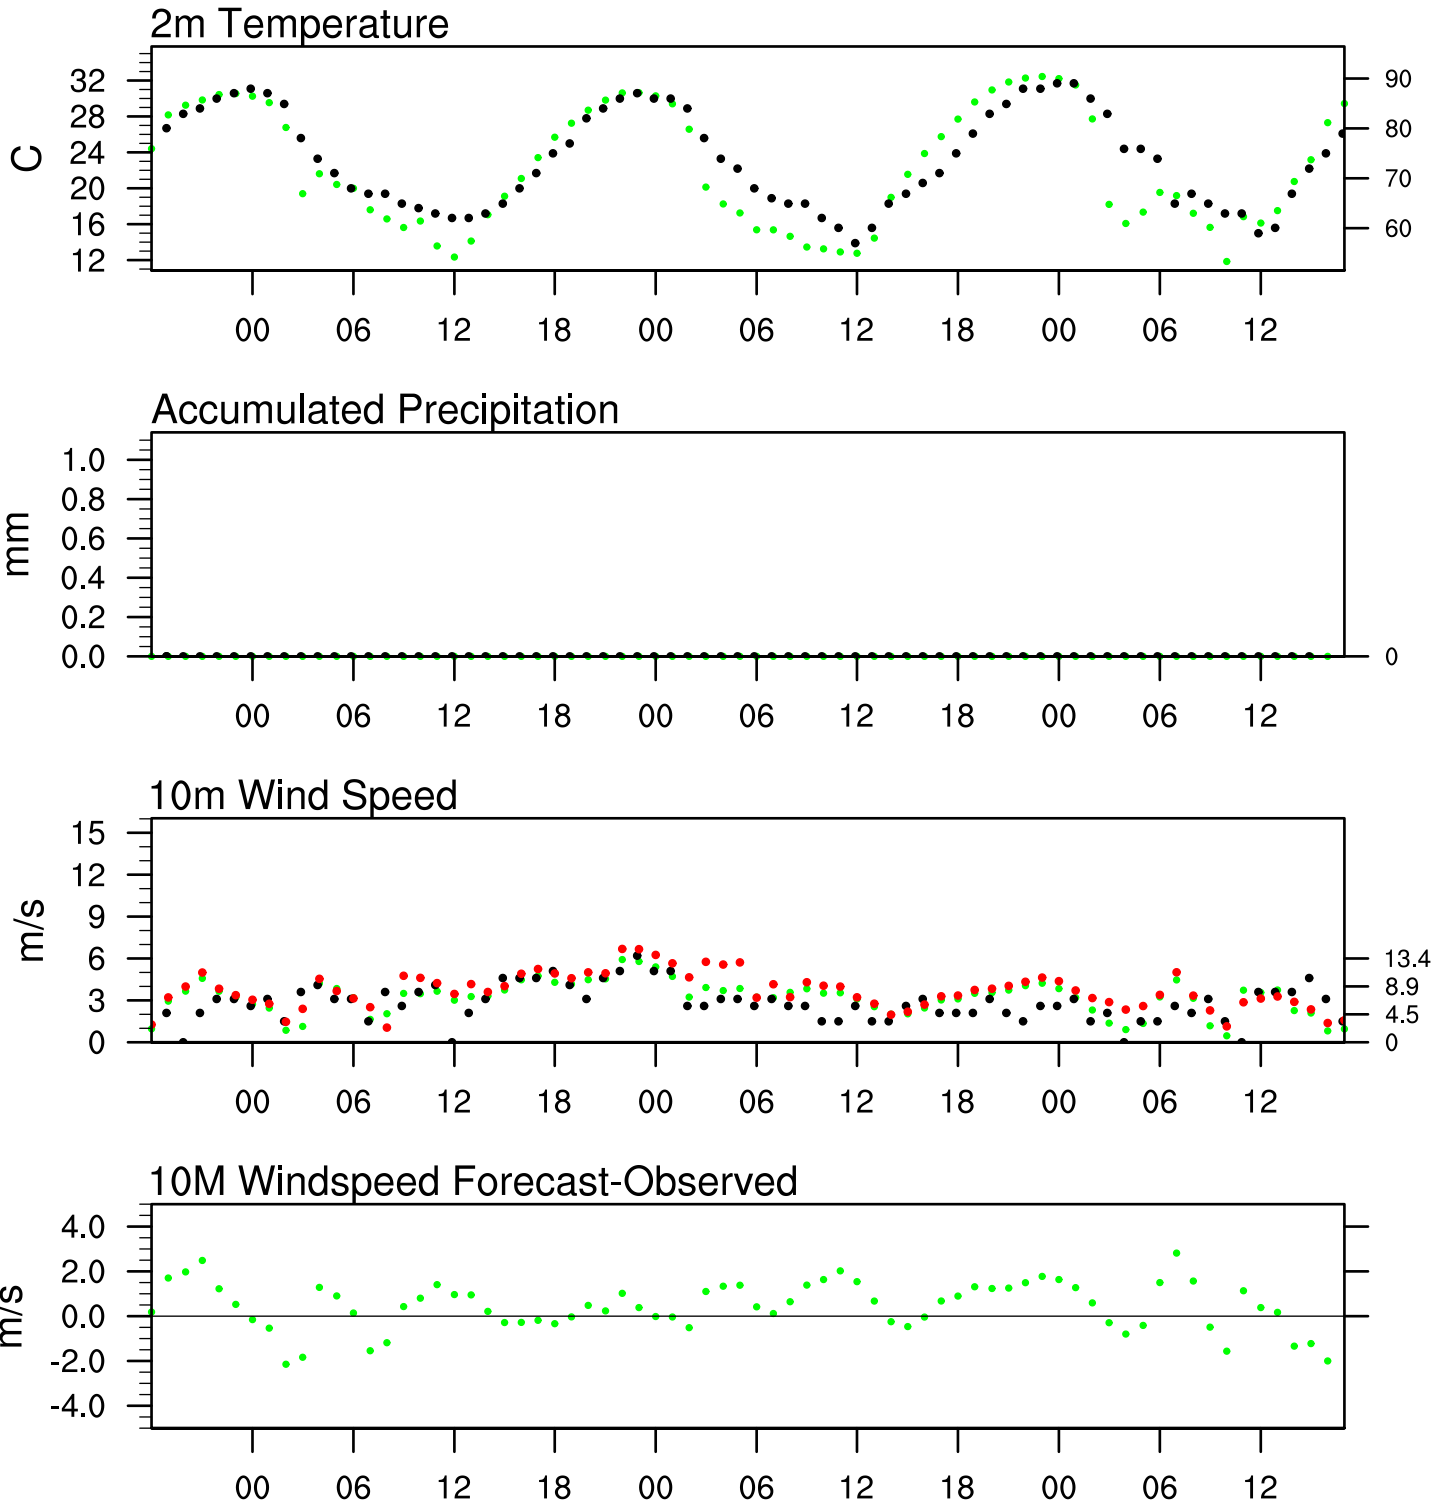 2m Temperature
32
28
24
20
16
12
C
90
80
70
60
00 06 12 18 00 06 12 18 00 06 12
Accumulated Precipitation
1.0
0.8
0.6
0.4
0.2
0.0
mm
0
00 06 12 18 00 06 12 18 00 06 12
10m Wind Speed
15
12
9
6
3
0
m/s
13.4
8.9
4.5
0
00 06 12 18 00 06 12 18 00 06 12
10M Windspeed Forecast-Observed
4.0
2.0
0.0
-2.0
-4.0
m/s
00 06 12 18 00 06 12 18 00 06 12